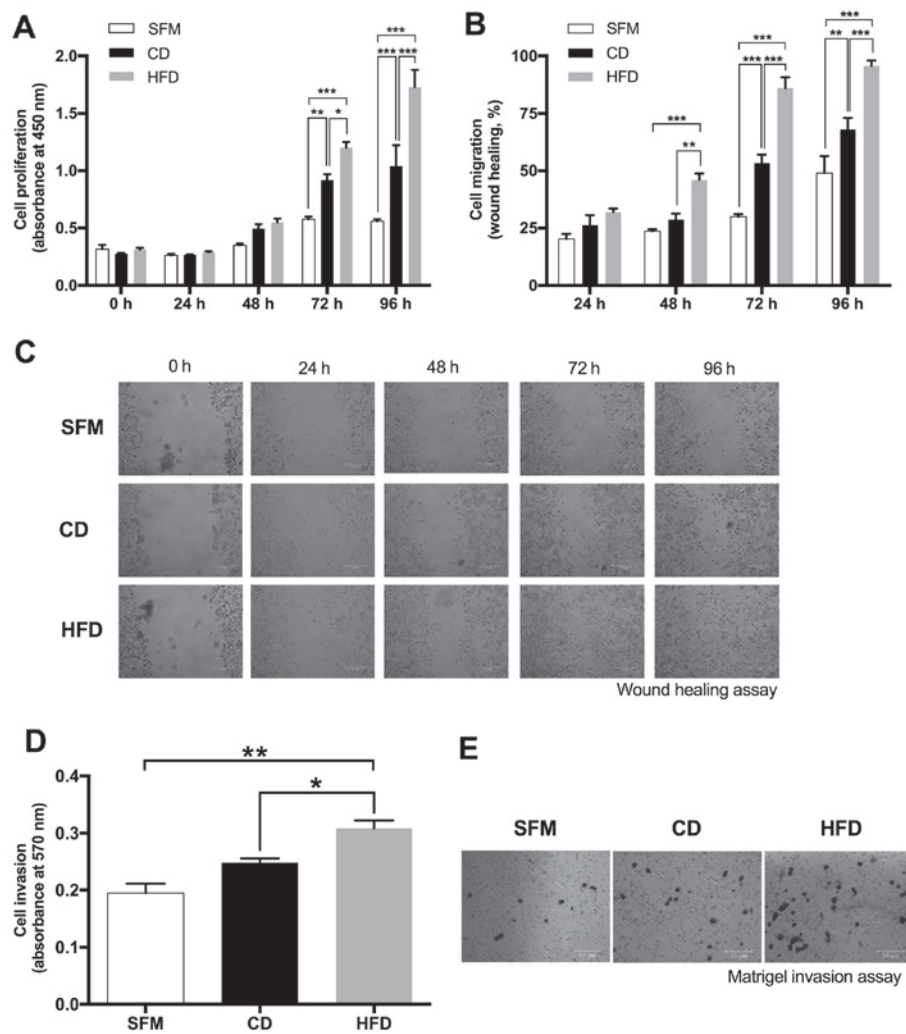 A
SFM
CD
HFD
Cell proliferation
(absorbance at 450 nm)
2.0
1.5
1.0
0.5
0.0
0 h
24 h
48 h
72 h
96 h
***
**
*
***
***
***
B
SFM
CD
HFD
Cell migration
(wound healing, %)
100
75
50
25
0
24 h
48 h
72 h
96 h
***
**
***
***
***
***
**
***
C
0 h
24 h
48 h
72 h
96 h
SFM
CD
HFD
Wound healing assay
D
Cell invasion
(absorbance at 570 nm)
0.4
0.3
0.2
0.1
0.0
SFM
CD
HFD
**
*
E
SFM
CD
HFD
Matrigel invasion assay